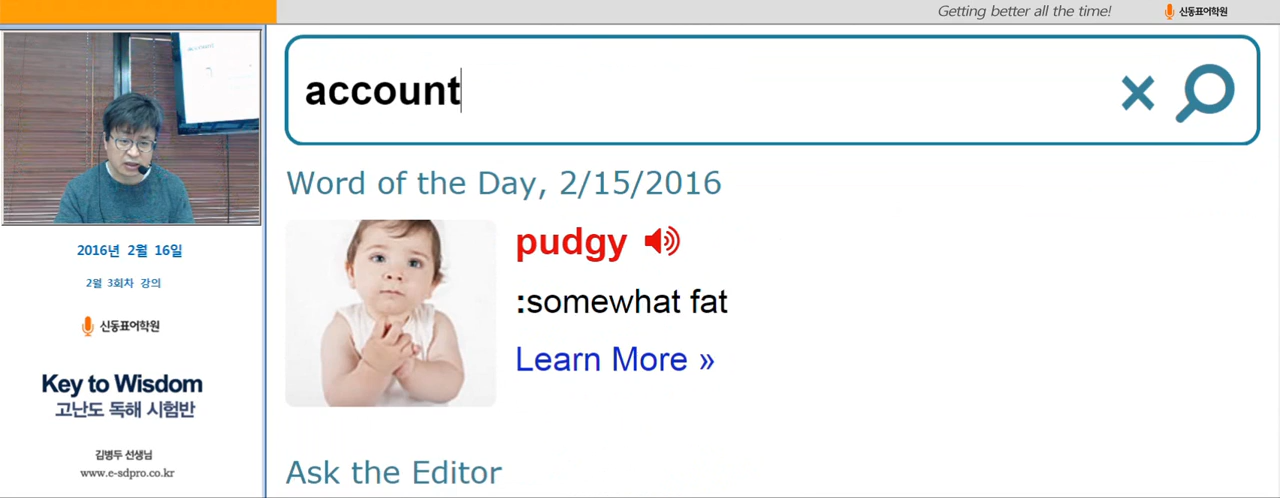 Getting better all the time!
신동표어학원
account
Word of the Day, 2/15/2016
pudgy
:somewhat fat
Learn More »
Ask the Editor
2016년 2월 16일
2월 3회차 강의
신동표어학원
Key to Wisdom
고난도 독해 시험반
김병두 선생님
www.e-sdpro.co.kr